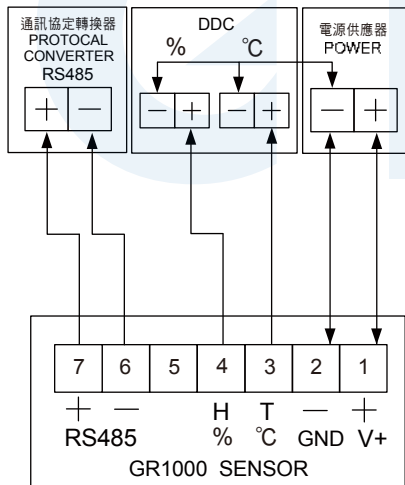 通訊協定轉換器
PROTOCAL
CONVERTER
RS485
+ −
DDC
% ℃
− + − +
電源供應器
POWER
− +
7 6 5 4 3 2 1
+ − H T − +
RS485 % ℃ GND V+
GR1000 SENSOR